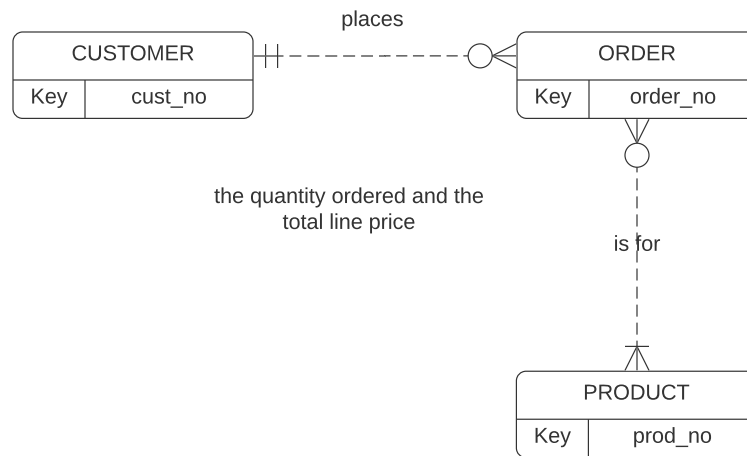 places
CUSTOMER
Key cust_no
ORDER
Key order_no
the quantity ordered and the
total line price
is for
PRODUCT
Key prod_no